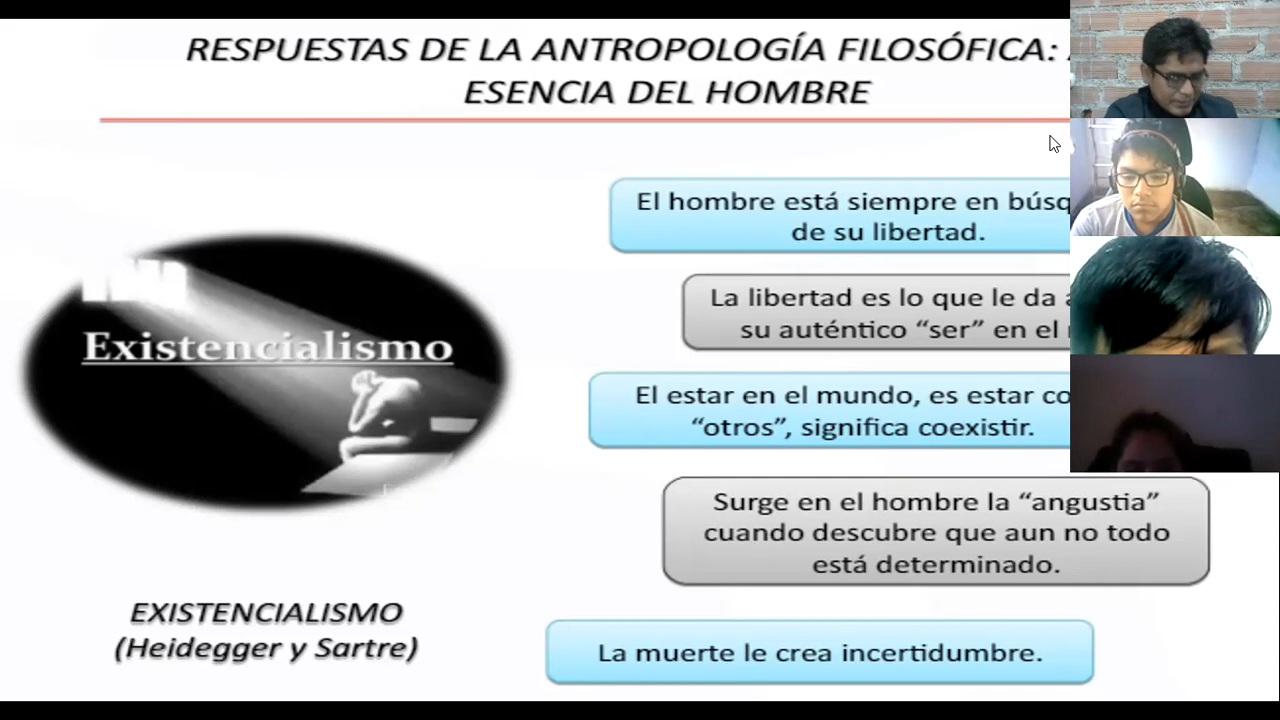 RESPUESTAS DE LA ANTROPOLOGÍA FILOSÓFICA:
ESENCIA DEL HOMBRE
El hombre está siempre en
de su libertad.
La libertad es lo que le da
su auténtico “ser” en el
Existencialismo
El estar en el mundo, es estar
“otros”, significa coexistir.
Surge en el hombre la “angustia”
cuando descubre que aun no todo
está determinado.
EXISTENCIALISMO
(Heidegger y Sartre)
La muerte le crea incertidumbre.